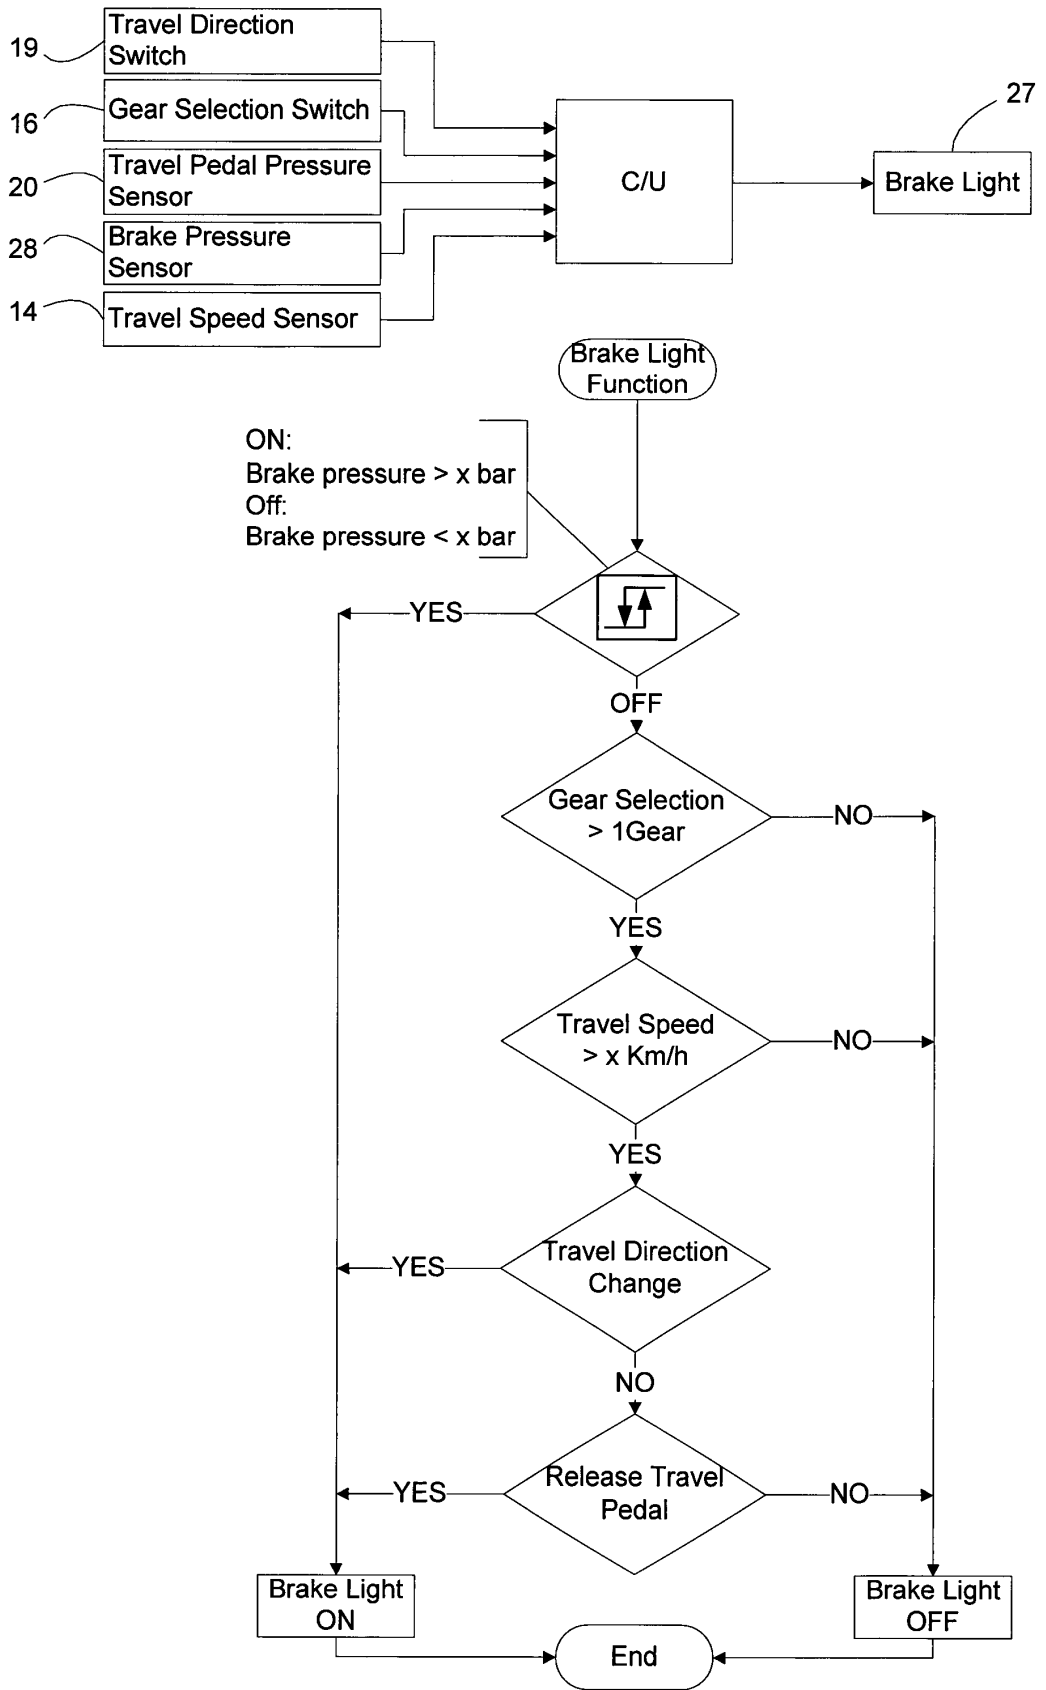 19
Travel Direction
Switch
16
Gear Selection Switch
20
Travel Pedal Pressure
Sensor
28
Brake Pressure
Sensor
14
Travel Speed Sensor
C/U
27
Brake Light
Brake Light
Function
ON:
Brake pressure > x bar
Off:
Brake pressure < x bar
YES
OFF
Gear Selection
> 1Gear
NO
YES
Travel Speed
> x Km/h
NO
YES
Travel Direction
Change
YES
NO
Release Travel
Pedal
YES
NO
Brake Light
ON
Brake Light
OFF
End